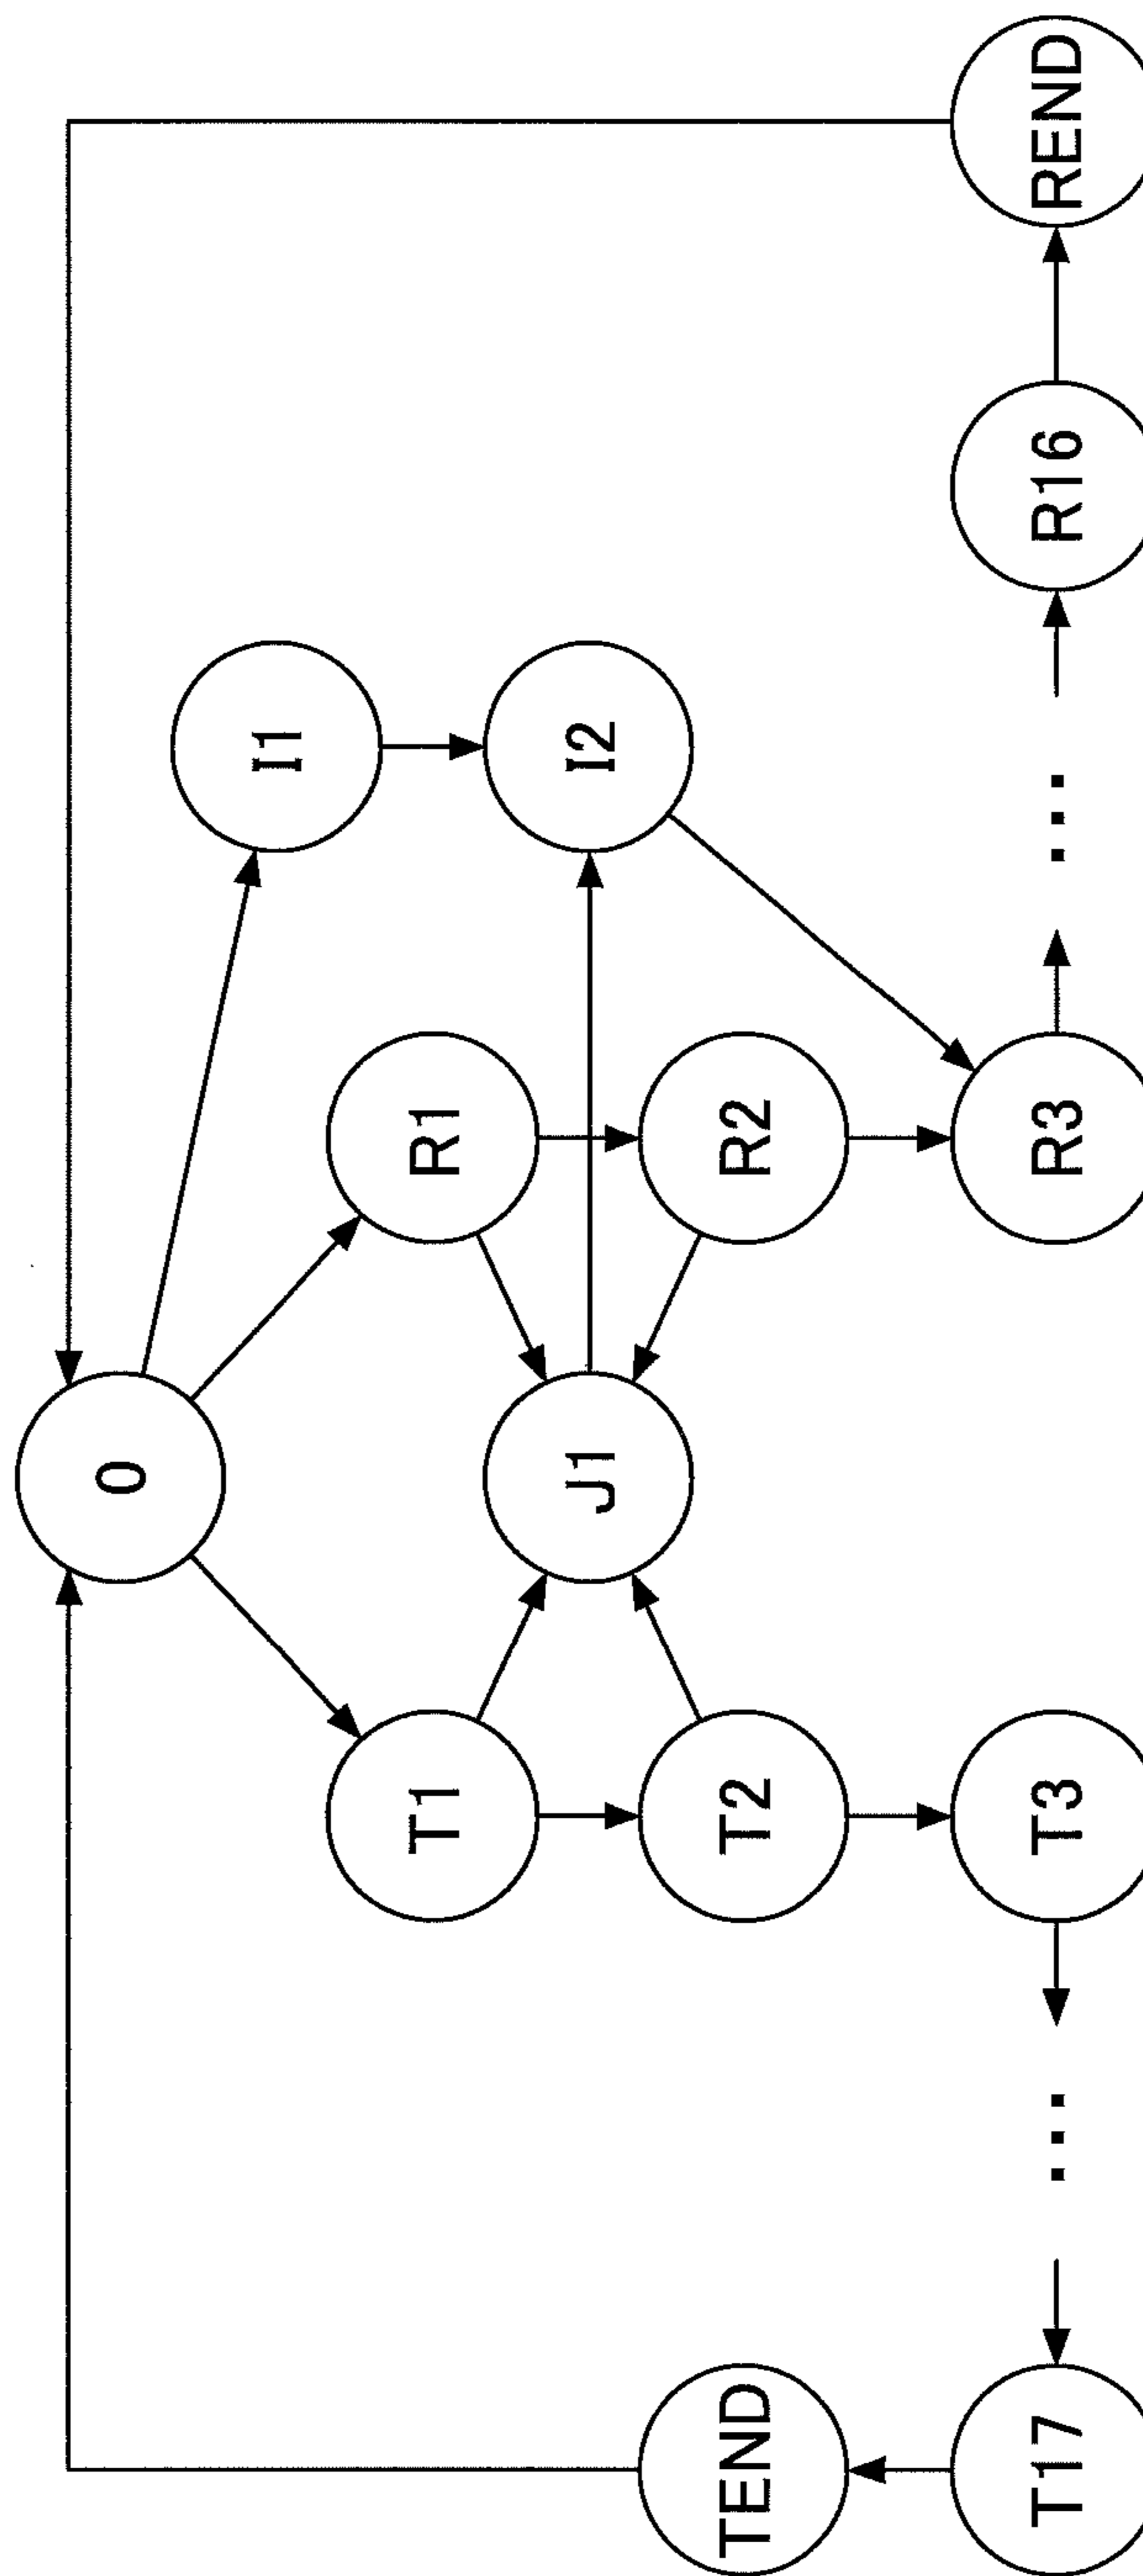 0
I1
T1
R1
J1
I2
TEND
T2
R2
T17
...
T3
R3
...
R16
REND